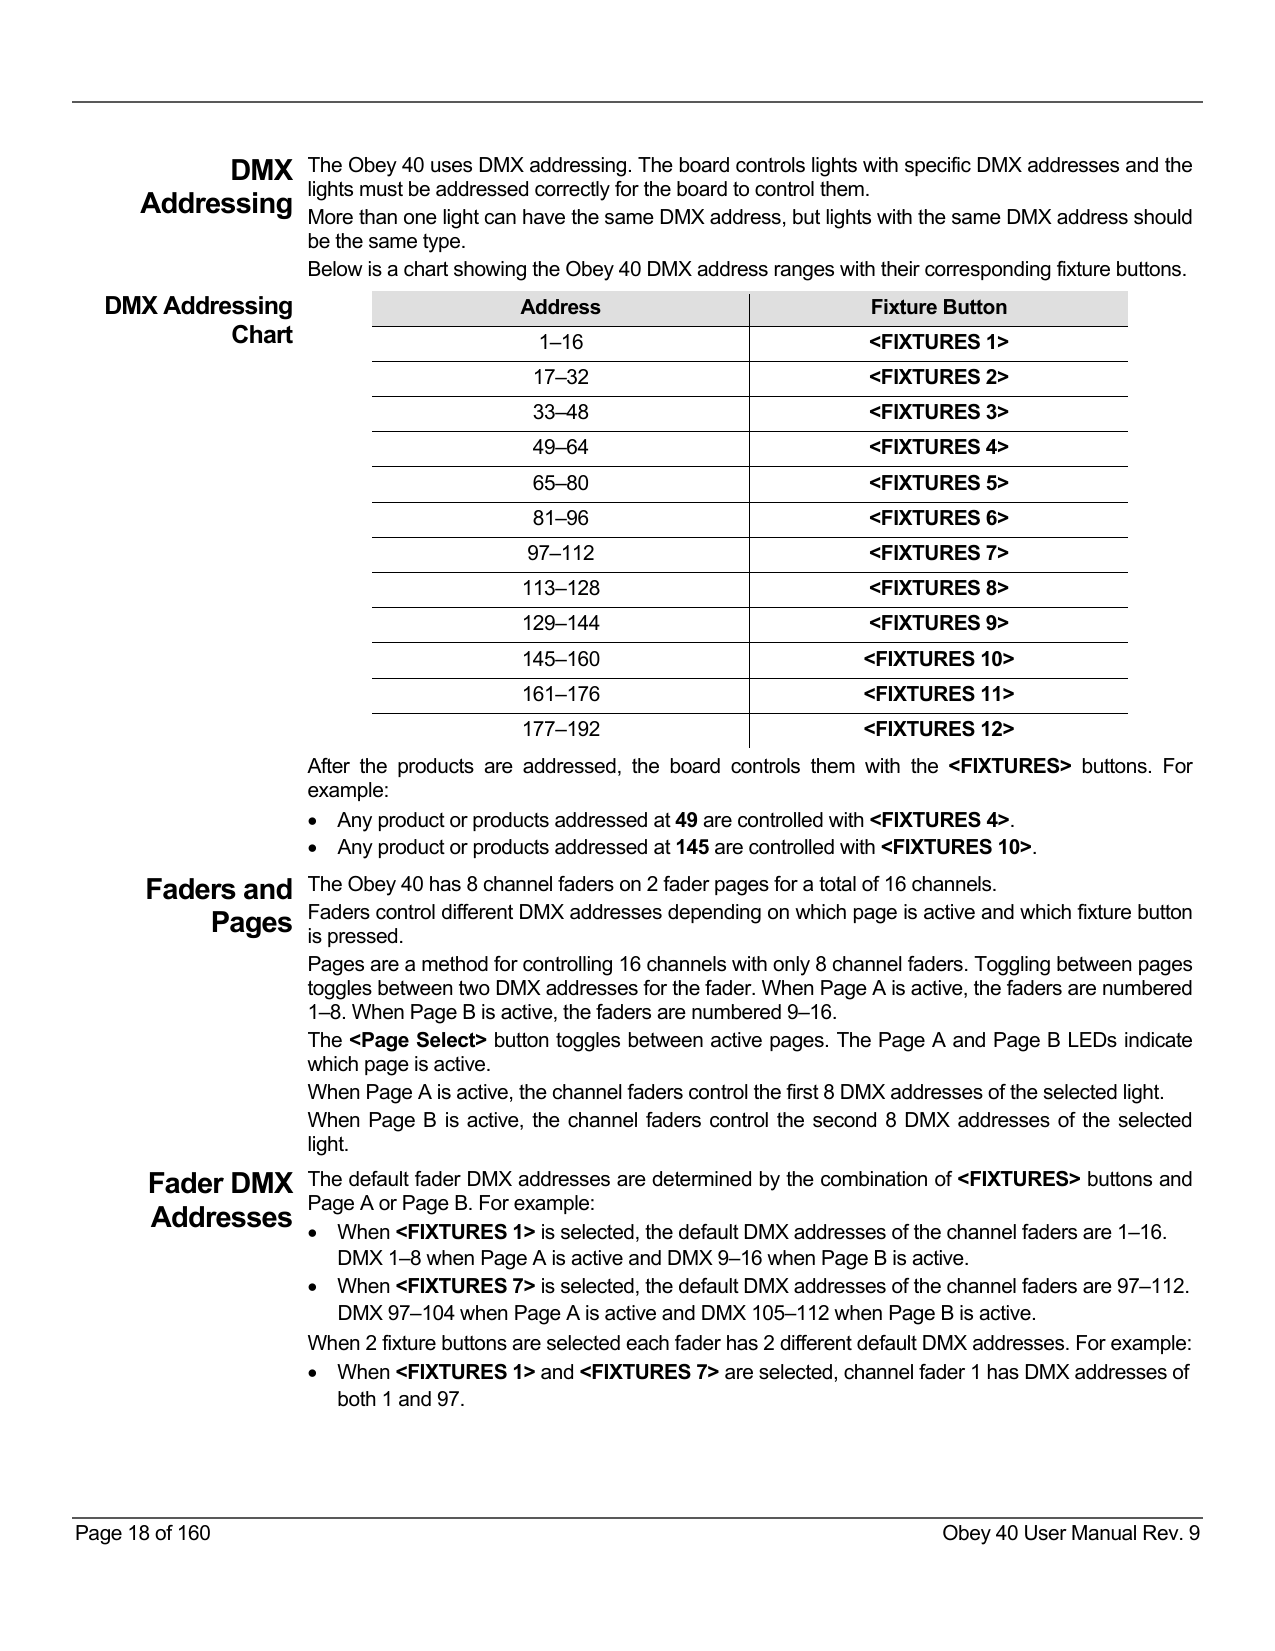 DMX
Addressing
The Obey 40 uses DMX addressing. The board controls lights with specific DMX addresses and the
lights must be addressed correctly for the board to control them.
More than one light can have the same DMX address, but lights with the same DMX address should
be the same type.
Below is a chart showing the Obey 40 DMX address ranges with their corresponding fixture buttons.
DMX Addressing
Chart
Address Fixture Button
1–16 <FIXTURES 1>
17–32 <FIXTURES 2>
33–48 <FIXTURES 3>
49–64 <FIXTURES 4>
65–80 <FIXTURES 5>
81–96 <FIXTURES 6>
97–112 <FIXTURES 7>
113–128 <FIXTURES 8>
129–144 <FIXTURES 9>
145–160 <FIXTURES 10>
161–176 <FIXTURES 11>
177–192 <FIXTURES 12>
After the products are addressed, the board controls them with the <FIXTURES> buttons. For
example:
• Any product or products addressed at 49 are controlled with <FIXTURES 4>.
• Any product or products addressed at 145 are controlled with <FIXTURES 10>.
Faders and
Pages
The Obey 40 has 8 channel faders on 2 fader pages for a total of 16 channels.
Faders control different DMX addresses depending on which page is active and which fixture button
is pressed.
Pages are a method for controlling 16 channels with only 8 channel faders. Toggling between pages
toggles between two DMX addresses for the fader. When Page A is active, the faders are numbered
1–8. When Page B is active, the faders are numbered 9–16.
The <Page Select> button toggles between active pages. The Page A and Page B LEDs indicate
which page is active.
When Page A is active, the channel faders control the first 8 DMX addresses of the selected light.
When Page B is active, the channel faders control the second 8 DMX addresses of the selected
light.
Fader DMX
Addresses
The default fader DMX addresses are determined by the combination of <FIXTURES> buttons and
Page A or Page B. For example:
• When <FIXTURES 1> is selected, the default DMX addresses of the channel faders are 1–16.
DMX 1–8 when Page A is active and DMX 9–16 when Page B is active.
• When <FIXTURES 7> is selected, the default DMX addresses of the channel faders are 97–112.
DMX 97–104 when Page A is active and DMX 105–112 when Page B is active.
When 2 fixture buttons are selected each fader has 2 different default DMX addresses. For example:
• When <FIXTURES 1> and <FIXTURES 7> are selected, channel fader 1 has DMX addresses of
both 1 and 97.
Page 18 of 160 Obey 40 User Manual Rev. 9